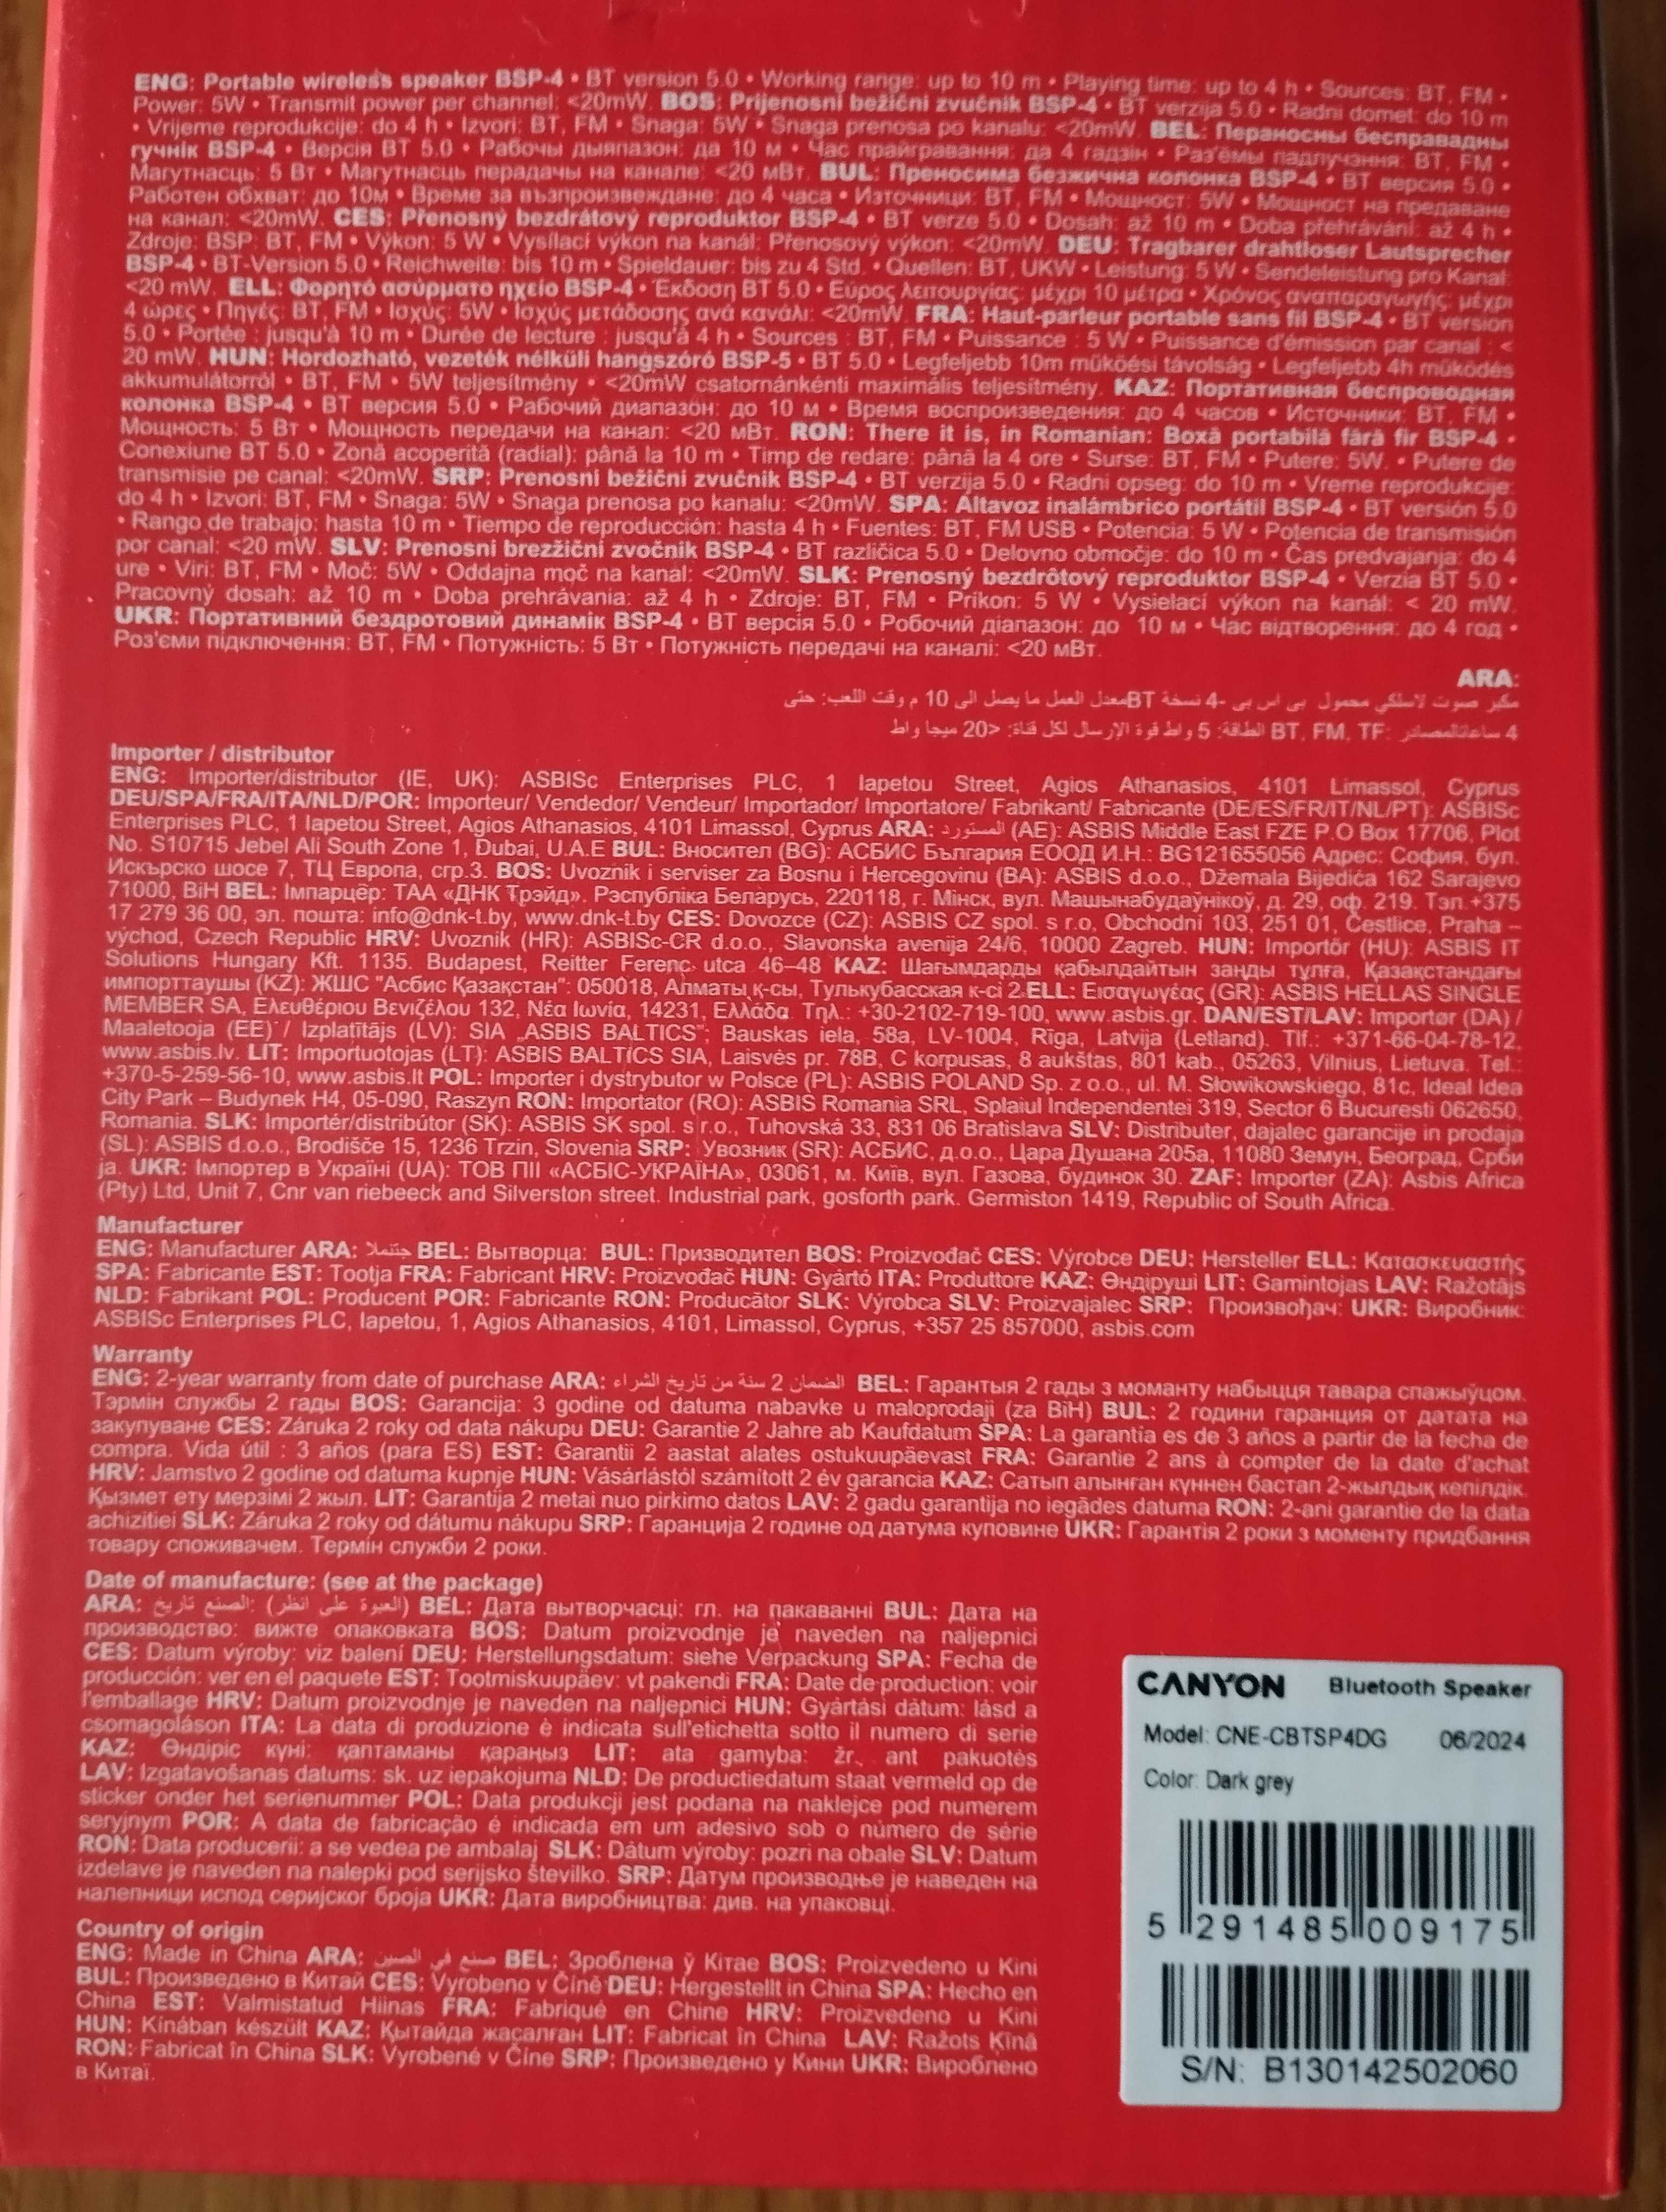 ENG: Portable wireless speaker BSP-4 • BT version 5.0 • Working range: up to 10 m • Playing time: up to 4 h • Sources: BT, FM •
Power: 5W • Transmit power per channel: <20mW. BOS: Prijenosni bežični zvučnik BSP-4 • BT verzija 5.0 • Radni domet: do 10 m
• Vrijeme reprodukcije: do 4 h • Izvori: BT, FM • Snaga: 5W • Snaga prenosa po kanalu: <20mW. BEL: Пераносны бесправадны
гучнік BSP-4 • Версія BT 5.0 • Рабочы дыяпазон: да 10 м • Час прайгравання: да 4 гадзін • Раз'ёмы падлучэння: BT, FM •
Магутнасць: 5 Вт • Магутнасць перадачы на канале: <20 мВт. BUL: Преносима безжична колонка BSP-4 • BT версия 5.0 •
Работен обхват: до 10м • Време за възпроизвеждане: до 4 часа • Източници: BT, FM • Мощност: 5W • Мощност на предаване
на канал: <20mW. CES: Přenosný bezdrátový reproduktor BSP-4 • BT verze 5.0 • Dosah: až 10 m • Doba přehrávání: až 4 h •
Zdroje: BSP: BT, FM • Výkon: 5 W • Vysílací výkon na kanál: Přenosový výkon: <20mW. DEU: Tragbarer drahtloser Lautsprecher
BSP-4 • BT-Version 5.0 • Reichweite: bis 10 m • Spieldauer: bis zu 4 Std. • Quellen: BT, UKW • Leistung: 5 W • Sendeleistung pro Kanal:
<20 mW. ELL: Φορητό ασύρματο ηχείο BSP-4 • Έκδοση BT 5.0 • Εύρος λειτουργίας: μέχρι 10 μέτρα • Χρόνος αναπαραγωγής: μέχρι
4 ώρες • Πηγές: BT, FM • Ισχύς: 5W • Ισχύς μετάδοσης ανά κανάλι: <20mW. FRA: Haut-parleur portable sans fil BSP-4 • BT version
5.0 • Portée : jusqu'à 10 m • Durée de lecture : jusqu'à 4 h • Sources : BT, FM • Puissance : 5 W • Puissance d'émission par canal : <
20 mW. HUN: Hordozható, vezeték nélküli hangszóró BSP-5 • BT 5.0 • Legfeljebb 10m működési távolság • Legfeljebb 4h működés
akkumulátorról • BT, FM • 5W teljesítmény • <20mW csatornánkénti maximális teljesítmény. KAZ: Портативная беспроводная
колонка BSP-4 • BT версия 5.0 • Рабочий диапазон: до 10 м • Время воспроизведения: до 4 часов • Источники: BT, FM •
Мощность: 5 Вт • Мощность передачи на канал: <20 мВт. RON: There it is, in Romanian: Boxă portabilă fără fir BSP-4 •
Conexiune BT 5.0 • Zonă acoperită (radial): până la 10 m • Timp de redare: până la 4 ore • Surse: BT, FM • Putere: 5W. • Putere de
transmisie pe canal: <20mW. SRP: Prenosni bežični zvučnik BSP-4 • BT verzija 5.0 • Radni opseg: do 10 m • Vreme reprodukcije:
do 4 h • Izvori: BT, FM • Snaga: 5W • Snaga prenosa po kanalu: <20mW. SPA: Altavoz inalámbrico portátil BSP-4 • BT versión 5.0
• Rango de trabajo: hasta 10 m • Tiempo de reproducción: hasta 4 h • Fuentes: BT, FM USB • Potencia: 5 W • Potencia de transmisión
por canal: <20 mW. SLV: Prenosni brezžični zvočnik BSP-4 • BT različica 5.0 • Delovno območje: do 10 m • Čas predvajanja: do 4
ure • Viri: BT, FM • Moč: 5W • Oddajna moč na kanal: <20mW. SLK: Prenosný bezdrôtový reproduktor BSP-4 • Verzia BT 5.0 •
Pracovný dosah: až 10 m • Doba prehrávania: až 4 h • Zdroje: BT, FM • Príkon: 5 W • Vysielací výkon na kanál: < 20 mW.
UKR: Портативний бездротовий динамік BSP-4 • BT версія 5.0 • Робочий діапазон: до 10 м • Час відтворення: до 4 год •
Роз'єми підключення: BT, FM • Потужність: 5 Вт • Потужність передачі на каналі: <20 мВт.
ARA:
مكبر صوت لاسلكي محمول بي اس بي -4 نسخة BTمعدل العمل ما يصل الى 10 م وقت اللعب: حتى
4 ساعاتالمصادر: BT, FM, TF الطاقة: 5 واط قوة الإرسال لكل قناة: <20 ميجا واط
Importer / distributor
ENG: Importer/distributor (IE, UK): ASBISc Enterprises PLC, 1 Iapetou Street, Agios Athanasios, 4101 Limassol, Cyprus
DEU/SPA/FRA/ITA/NLD/POR: Importeur/ Vendedor/ Vendeur/ Importador/ Importatore/ Fabrikant/ Fabricante (DE/ES/FR/IT/NL/PT): ASBISc
Enterprises PLC, 1 Iapetou Street, Agios Athanasios, 4101 Limassol, Cyprus ARA: المستورد (AE): ASBIS Middle East FZE P.O Box 17706, Plot
No. S10715 Jebel Ali South Zone 1, Dubai, U.A.E BUL: Вносител (BG): АСБИС България ЕООД И.Н.: BG121655056 Адрес: София, бул.
Искърско шосе 7, ТЦ Европа, сгр.3. BOS: Uvoznik i serviser za Bosnu i Hercegovinu (BA): ASBIS d.o.o., Džemala Bijedića 162 Sarajevo
71000, BiH BEL: Імпарцёр: ТАА «ДНК Трэйд». Рэспубліка Беларусь, 220118, г. Мінск, вул. Машынабудаўнікоў, д. 29, оф. 219. Тэл.+375
17 279 36 00, эл. пошта: info@dnk-t.by, www.dnk-t.by CES: Dovozce (CZ): ASBIS CZ spol. s r.o, Obchodní 103, 251 01, Čestlice, Praha –
východ, Czech Republic HRV: Uvoznik (HR): ASBISc-CR d.o.o., Slavonska avenija 24/6, 10000 Zagreb. HUN: Importőr (HU): ASBIS IT
Solutions Hungary Kft. 1135. Budapest, Reitter Ferenc utca 46–48 KAZ: Шағымдарды қабылдайтын заңды тұлға, Қазақстандағы
импорттаушы (KZ): ЖШС "Асбис Қазақстан": 050018, Алматы қ-сы, Тулькубасская к-сі 2.ELL: Εισαγωγέας (GR): ASBIS HELLAS SINGLE
MEMBER SA, Ελευθέριου Βενιζέλου 132, Νέα Ιωνία, 14231, Ελλάδα. Τηλ.: +30-2102-719-100, www.asbis.gr. DAN/EST/LAV: Importør (DA) /
Maaletooja (EE) / Izplatītājs (LV): SIA „ASBIS BALTICS”; Bauskas iela, 58a, LV-1004, Rīga, Latvija (Letland). Tlf.: +371-66-04-78-12,
www.asbis.lv. LIT: Importuotojas (LT): ASBIS BALTICS SIA, Laisvės pr. 78B, C korpusas, 8 aukštas, 801 kab., 05263, Vilnius, Lietuva. Tel.:
+370-5-259-56-10, www.asbis.lt POL: Importer i dystrybutor w Polsce (PL): ASBIS POLAND Sp. z o.o., ul. M. Słowikowskiego, 81c, Ideal Idea
City Park – Budynek H4, 05-090, Raszyn RON: Importator (RO): ASBIS Romania SRL, Splaiul Independentei 319, Sector 6 Bucuresti 062650,
Romania. SLK: Importér/distribútor (SK): ASBIS SK spol. s r.o., Tuhovská 33, 831 06 Bratislava SLV: Distributer, dajalec garancije in prodaja
(SL): ASBIS d.o.o., Brodišče 15, 1236 Trzin, Slovenia SRP: Увозник (SR): АСБИС, д.о.о., Цара Душана 205а, 11080 Земун, Београд, Срби
ја. UKR: Імпортер в Україні (UA): ТОВ ПІІ «АСБІС-УКРАЇНА», 03061, м. Київ, вул. Газова, будинок 30. ZAF: Importer (ZA): Asbis Africa
(Pty) Ltd, Unit 7, Cnr van riebeeck and Silverston street. Industrial park, gosforth park. Germiston 1419, Republic of South Africa.
Manufacturer
ENG: Manufacturer ARA: جتنملا BEL: Вытворца: BUL: Призводител BOS: Proizvođač CES: Výrobce DEU: Hersteller ELL: Κατασκευαστής
SPA: Fabricante EST: Tootja FRA: Fabricant HRV: Proizvođač HUN: Gyártó ITA: Produttore KAZ: Өндіруші LIT: Gamintojas LAV: Ražotājs
NLD: Fabrikant POL: Producent POR: Fabricante RON: Producător SLK: Výrobca SLV: Proizvajalec SRP: Произвођач: UKR: Виробник:
ASBISc Enterprises PLC, Iapetou, 1, Agios Athanasios, 4101, Limassol, Cyprus, +357 25 857000, asbis.com
Warranty
ENG: 2-year warranty from date of purchase ARA: الضمان 2 سنة من تاريخ الشراء BEL: Гарантыя 2 гады з моманту набыцця тавара спажыўцом.
Тэрмін службы 2 гады BOS: Garancija: 3 godine od datuma nabavke u maloprodaji (za BiH) BUL: 2 години гаранция от датата на
закупуване CES: Záruka 2 roky od data nákupu DEU: Garantie 2 Jahre ab Kaufdatum SPA: La garantia es de 3 años a partir de la fecha de
compra. Vida útil : 3 años (para ES) EST: Garantii 2 aastat alates ostukuupäevast FRA: Garantie 2 ans à compter de la date d'achat
HRV: Jamstvo 2 godine od datuma kupnje HUN: Vásárlástól számított 2 év garancia KAZ: Сатып алынған күннен бастап 2-жылдық кепілдік.
Қызмет ету мерзімі 2 жыл. LIT: Garantija 2 metai nuo pirkimo datos LAV: 2 gadu garantija no iegādes datuma RON: 2-ani garantie de la data
achizitiei SLK: Záruka 2 roky od dátumu nákupu SRP: Гаранција 2 године од датума куповине UKR: Гарантія 2 роки з моменту придбання
товару споживачем. Термін служби 2 роки.
Date of manufacture: (see at the package)
ARA: الصنع تاريخ: (العبوة على انظر) BEL: Дата вытворчасці: гл. на пакаванні BUL: Дата на
производство: вижте опаковката BOS: Datum proizvodnje je naveden na naljepnici
CES: Datum výroby: viz balení DEU: Herstellungsdatum: siehe Verpackung SPA: Fecha de
producción: ver en el paquete EST: Tootmiskuupäev: vt pakendi FRA: Date de production: voir
l'emballage HRV: Datum proizvodnje je naveden na naljepnici HUN: Gyártási dátum: lásd a
csomagoláson ITA: La data di produzione è indicata sull'etichetta sotto il numero di serie
KAZ: Өндіріс күні: қаптаманы қараңыз LIT: ata gamyba: žr. ant pakuotės
LAV: Izgatavošanas datums: sk. uz iepakojuma NLD: De productiedatum staat vermeld op de
sticker onder het serienummer POL: Data produkcji jest podana na naklejce pod numerem
seryjnym POR: A data de fabricação é indicada em um adesivo sob o número de série
RON: Data producerii: a se vedea pe ambalaj SLK: Dátum výroby: pozri na obale SLV: Datum
izdelave je naveden na nalepki pod serijsko številko. SRP: Датум производње је наведен на
налепници испод серијског броја UKR: Дата виробництва: див. на упаковці.
Country of origin
ENG: Made in China ARA: صنع في الصين BEL: Зроблена ў Кітае BOS: Proizvedeno u Kini
BUL: Произведено в Китай CES: Vyrobeno v Číně DEU: Hergestellt in China SPA: Hecho en
China EST: Valmistatud Hiinas FRA: Fabriqué en Chine HRV: Proizvedeno u Kini
HUN: Kínában készült KAZ: Қытайда жасалған LIT: Fabricat în China LAV: Ražots Ķīnā
RON: Fabricat în China SLK: Vyrobené v Číne SRP: Произведено у Кини UKR: Вироблено
в Китаї.
CANYON Bluetooth Speaker
Model: CNE-CBTSP4DG 06/2024
Color: Dark grey
5 291485 009175
S/N: B130142502060